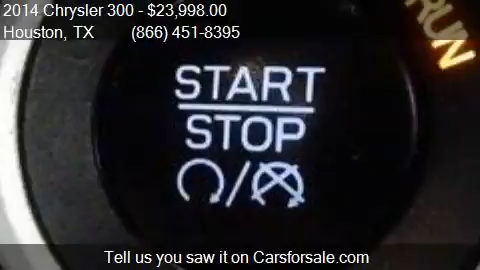 2014 Chrysler 300 - $23,998.00
Houston, TX (866) 451-8395
RUN
START
STOP
Tell us you saw it on Carsforsale.com